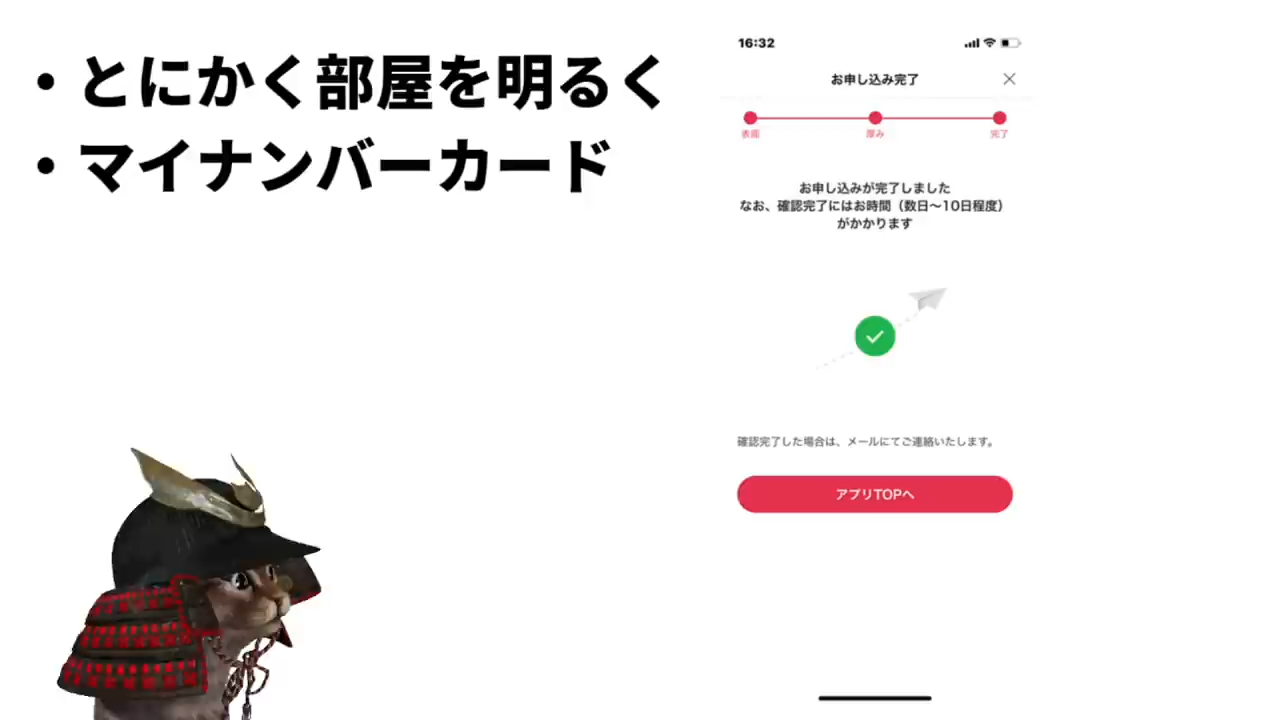 ・とにかく部屋を明るく
・マイナンバーカード
16:32
お申し込み完了
表面
厚み
完了
お申し込みが完了しました
なお、確認完了にはお時間（数日〜10日程度）
がかかります
確認完了した場合は、メールにてご連絡いたします。
アプリTOPへ